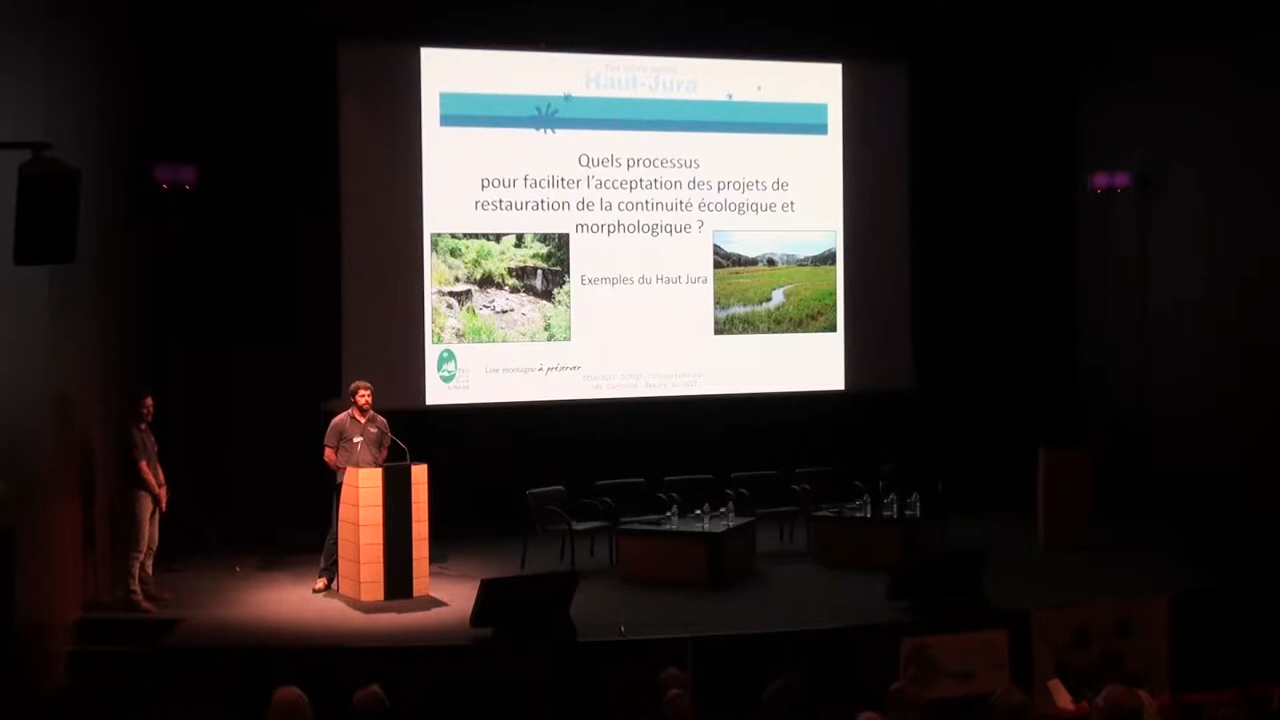 Haut-Jura
Quels processus
pour faciliter l'acceptation des projets de
restauration de la continuité écologique et
morphologique ?
Exemples du Haut Jura
Une montagne à préserver